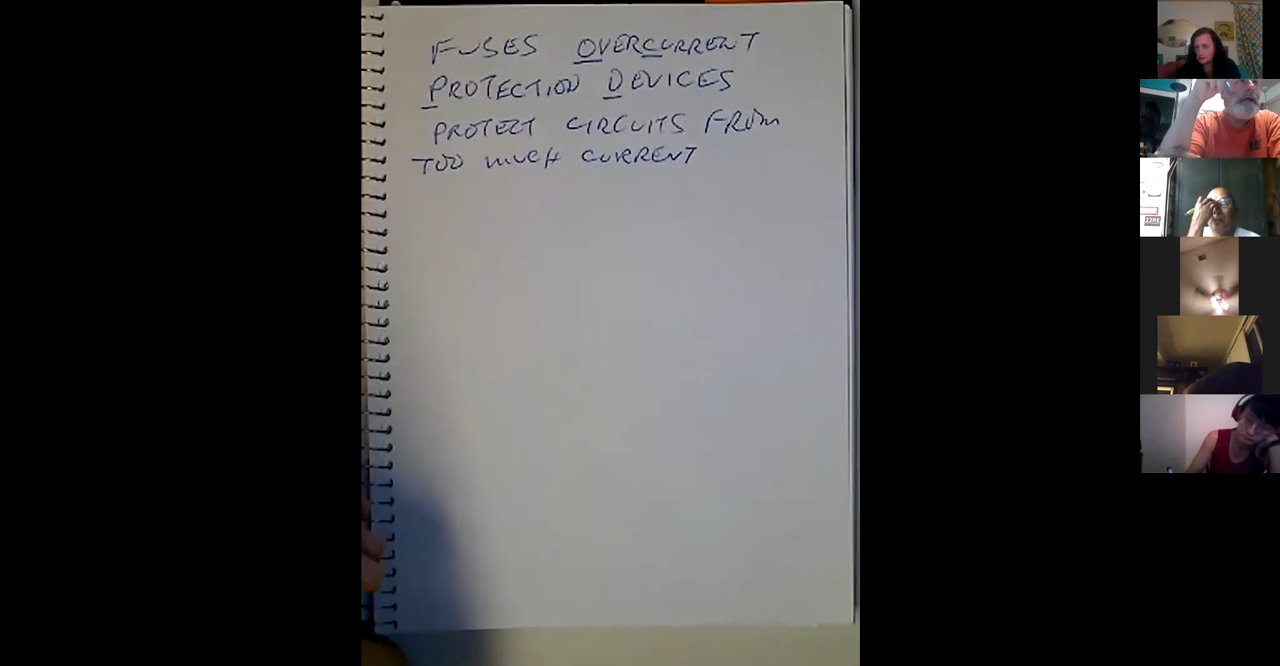 FUSES OVERCURRENT
PROTECTION DEVICES
PROTECT CIRCUITS FROM
TOO MUCH CURRENT